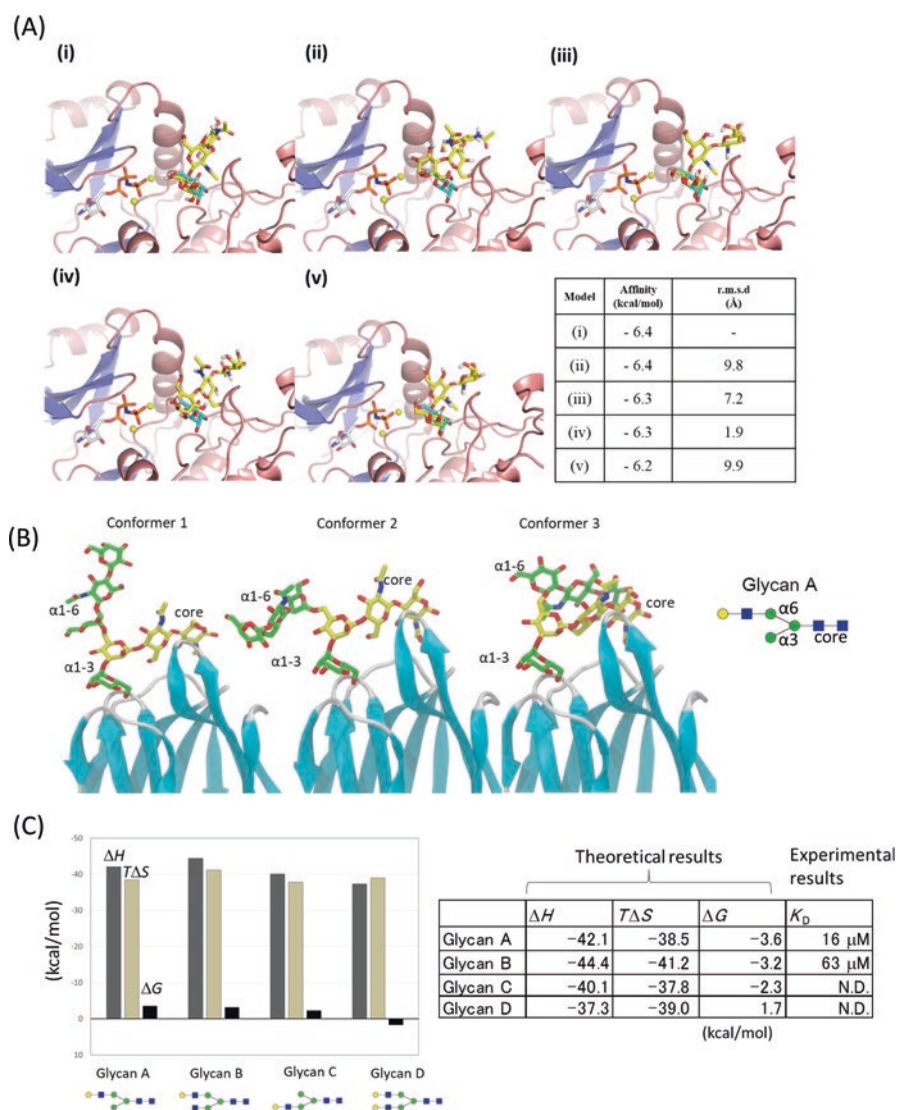 (A)
(i)
(ii)
(iii)
(iv)
(v)
Model Affinity (kcal/mol) r.m.s.d (Å)
(i) - 6.4 -
(ii) - 6.4 9.8
(iii) - 6.3 7.2
(iv) - 6.3 1.9
(v) - 6.2 9.9
(B)
Conformer 1
Conformer 2
Conformer 3
α1-6
core
α1-3
α1-6
core
α1-3
α1-6
core
α1-3
Glycan A
α6
α3
core
(C)
(kcal/mol)
-50
-40
-30
-20
-10
0
10
ΔH
TΔS
ΔG
Glycan A
Glycan B
Glycan C
Glycan D
Theoretical results
Experimental results
ΔH TΔS ΔG KD
Glycan A −42.1 −38.5 −3.6 16 μM
Glycan B −44.4 −41.2 −3.2 63 μM
Glycan C −40.1 −37.8 −2.3 N.D.
Glycan D −37.3 −39.0 1.7 N.D.
(kcal/mol)